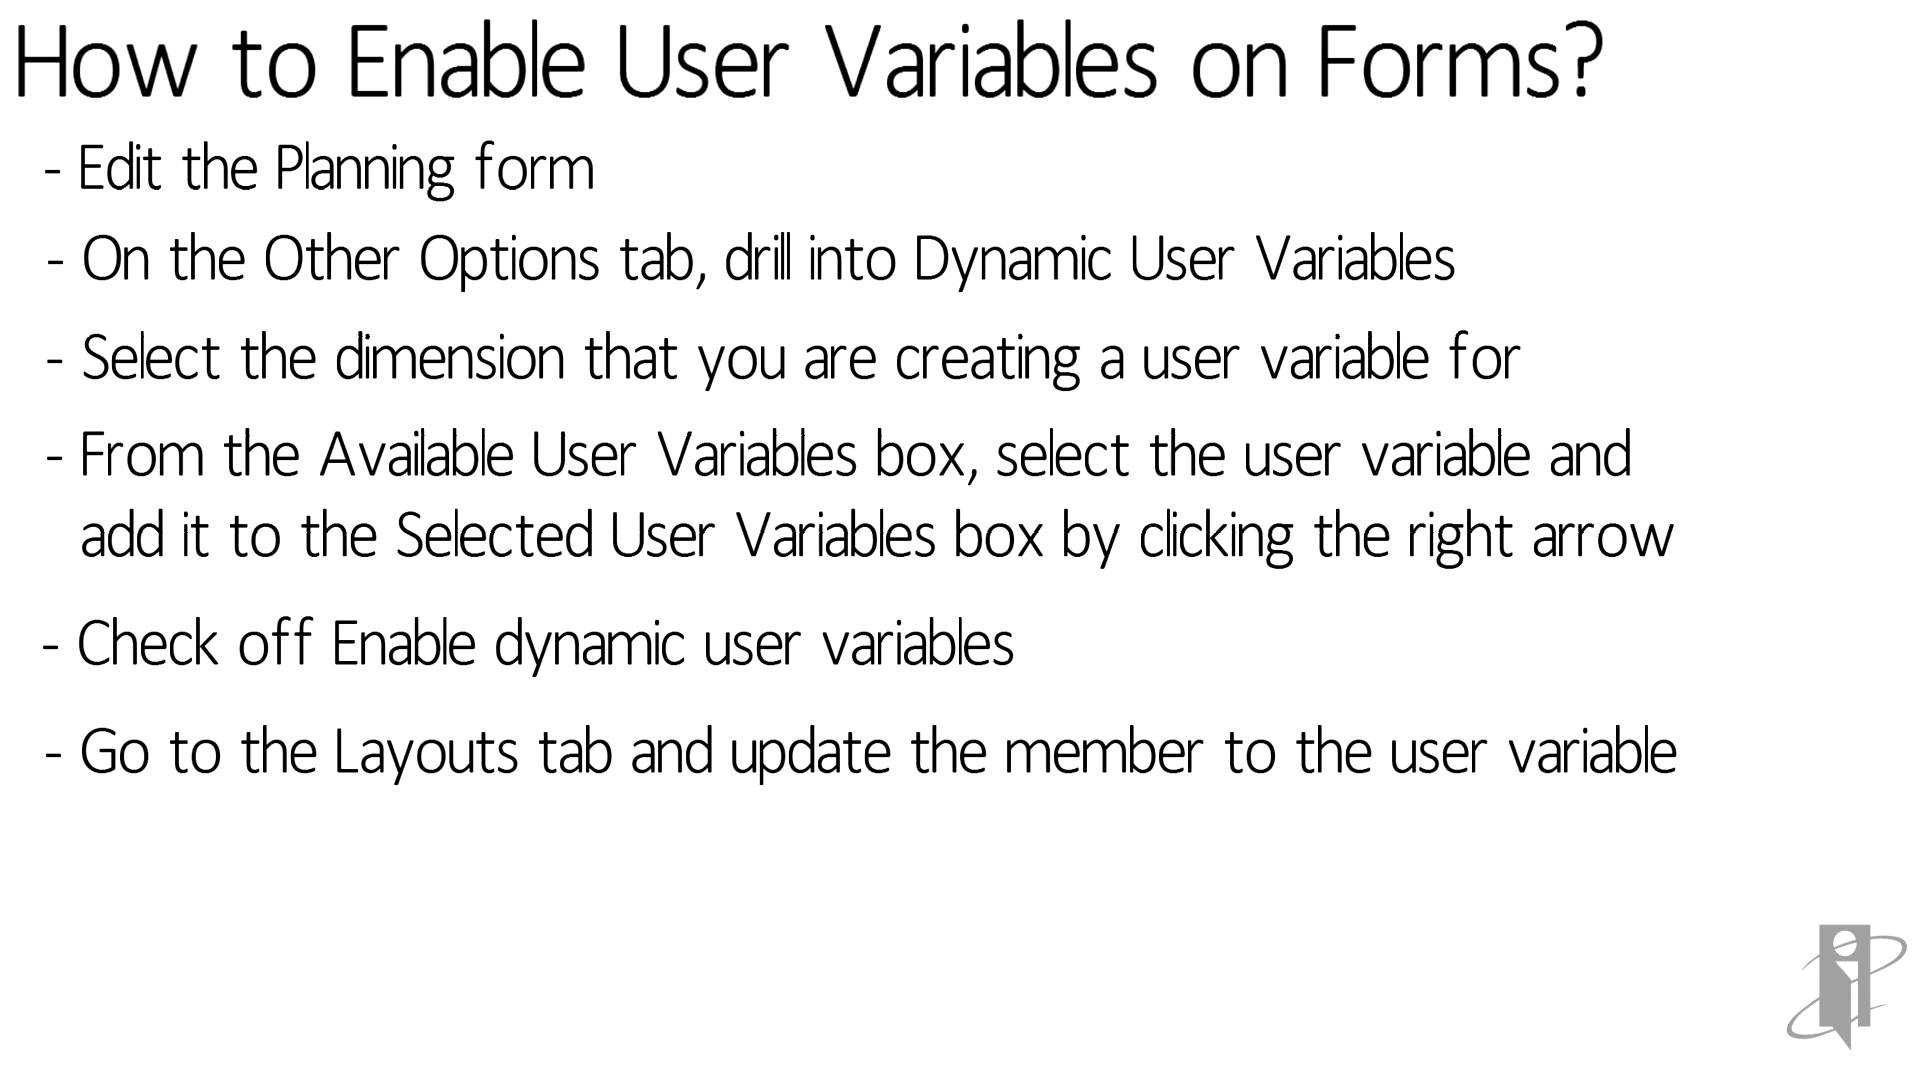 How to Enable User Variables on Forms?
- Edit the Planning form
- On the Other Options tab, drill into Dynamic User Variables
- Select the dimension that you are creating a user variable for
- From the Available User Variables box, select the user variable and
add it to the Selected User Variables box by clicking the right arrow
- Check off Enable dynamic user variables
- Go to the Layouts tab and update the member to the user variable